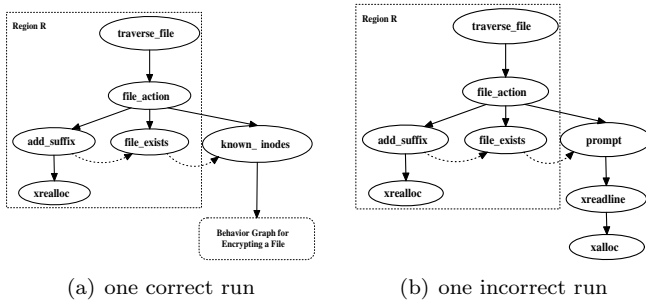 Region R
traverse_file
file_action
add_suffix
file_exists
known_ inodes
xrealloc
Behavior Graph for
Encrypting a File
(a) one correct run
Region R
traverse_file
file_action
add_suffix
file_exists
prompt
xrealloc
xreadline
xalloc
(b) one incorrect run